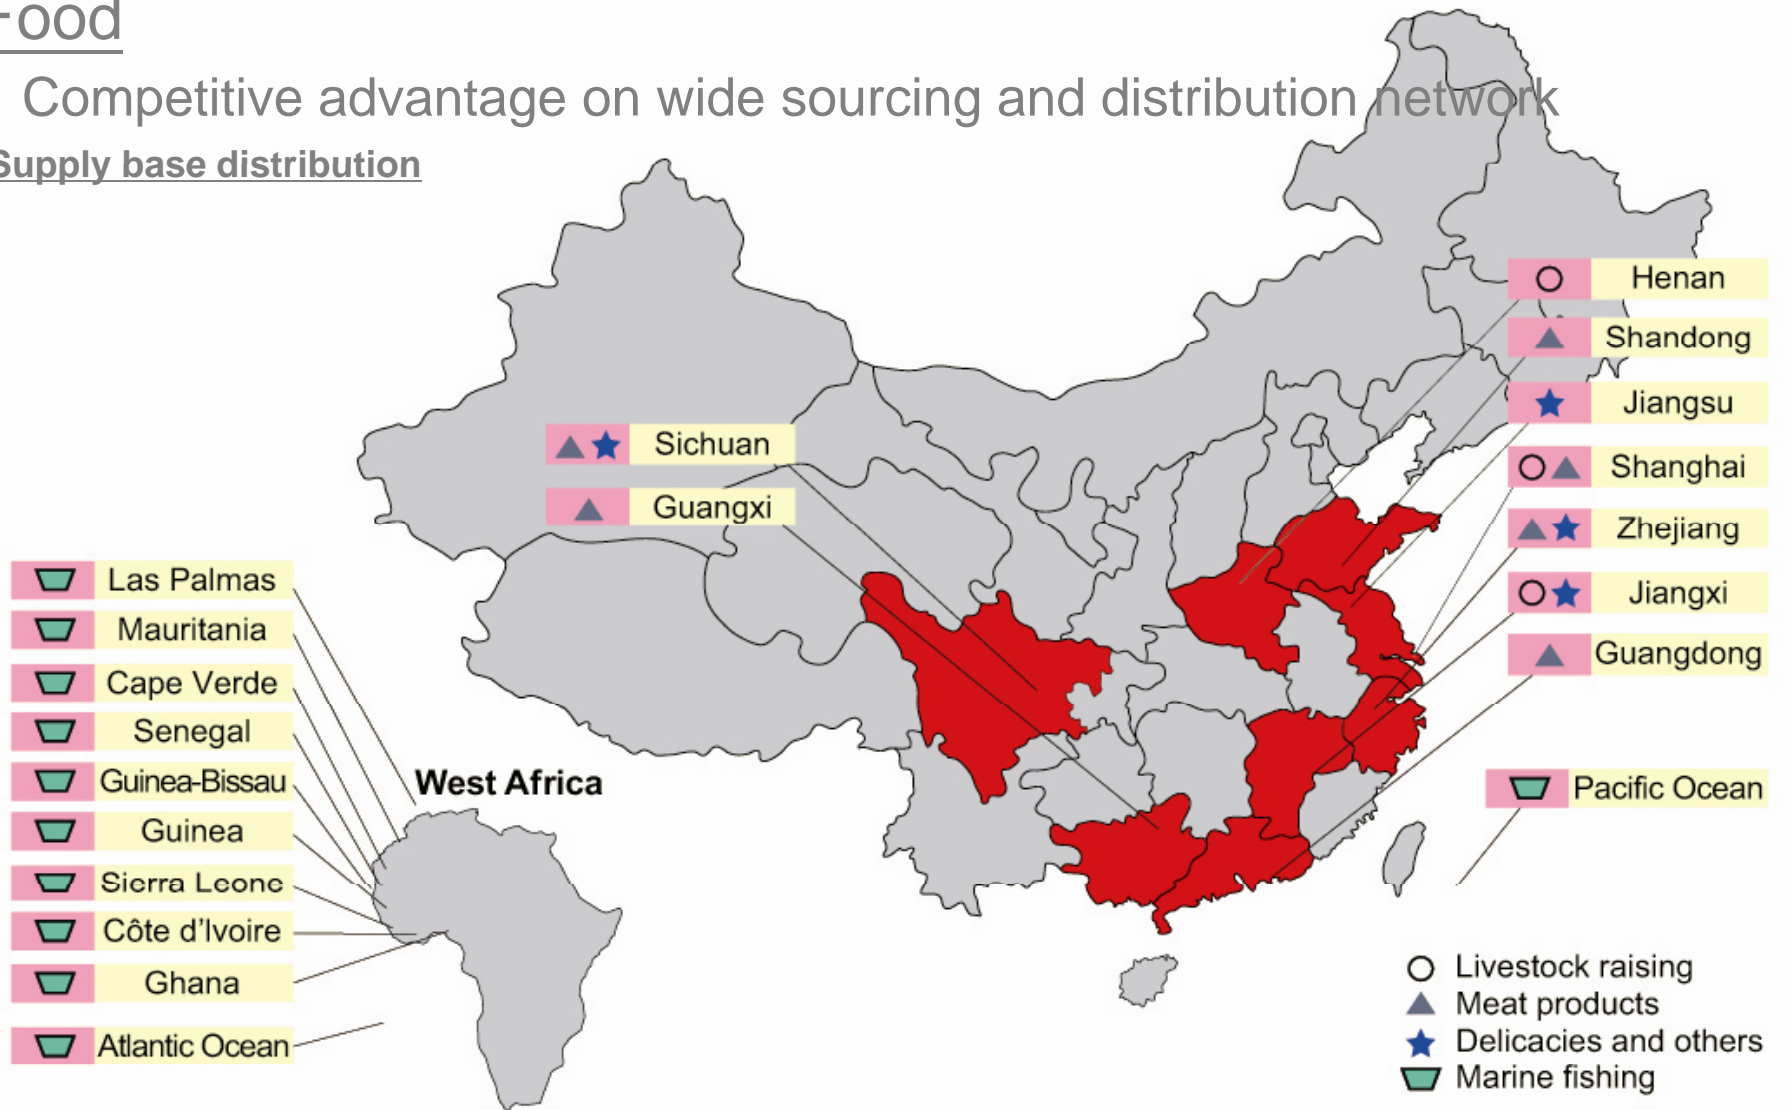 Food
Competitive advantage on wide sourcing and distribution network
Supply base distribution
Henan
Shandong
Jiangsu
Shanghai
Zhejiang
Jiangxi
Guangdong
Sichuan
Guangxi
Las Palmas
Mauritania
Cape Verde
Senegal
Guinea-Bissau
Guinea
Sierra Leone
Côte d'Ivoire
Ghana
Atlantic Ocean
West Africa
Pacific Ocean
Livestock raising
Meat products
Delicacies and others
Marine fishing